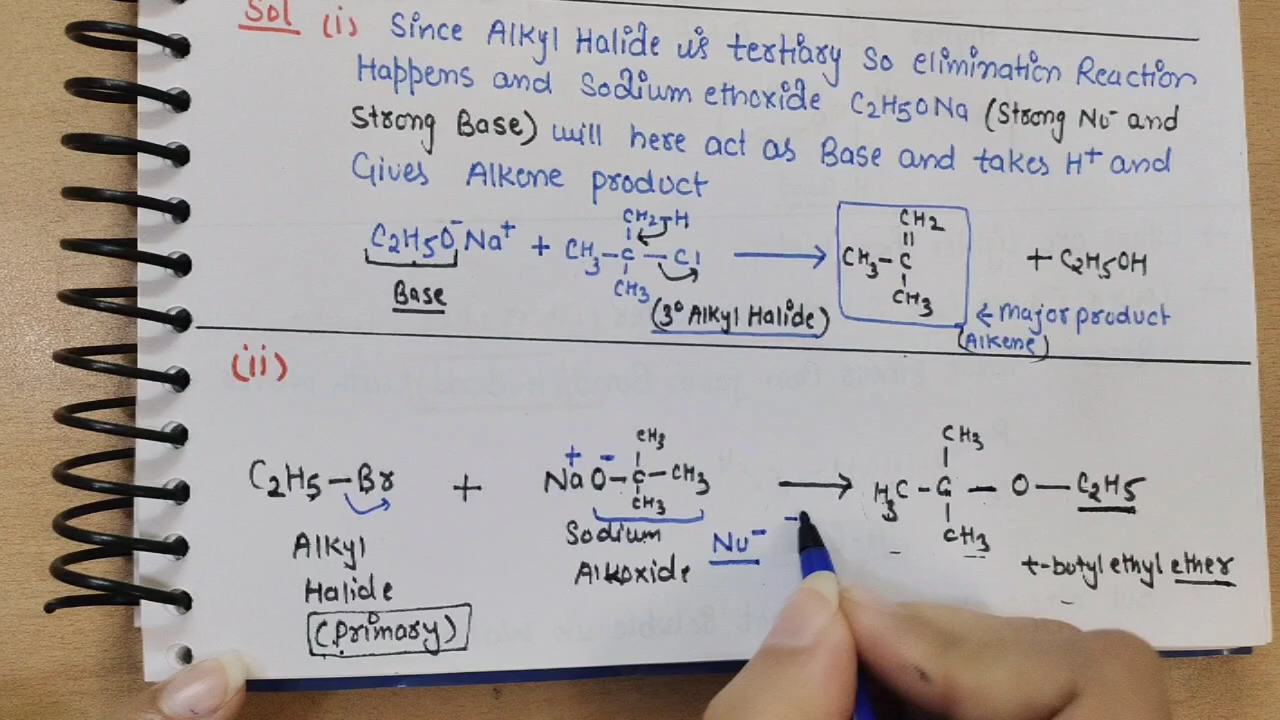 Sol (i) Since Alkyl Halide is tertiary so elimination Reaction
Happens and Sodium ethoxide C2H5ONa (Strong Nu- and
Strong Base) will here act as Base and takes H+ and
Gives Alkene product
CH2-H
CH2
C2H5O- Na+ + CH3-C-Cl
CH3-C
+ C2H5OH
CH3
CH3
Base
(3° Alkyl Halide)
← major product
(Alkene)
(ii)
CH3
CH3
C2H5-Br + Na+ O- -C-CH3
H3C-C-O-C2H5
CH3
CH3
Sodium
Alkoxide
Nu-
t-butyl ethyl ether
Alkyl
Halide
(Primary)